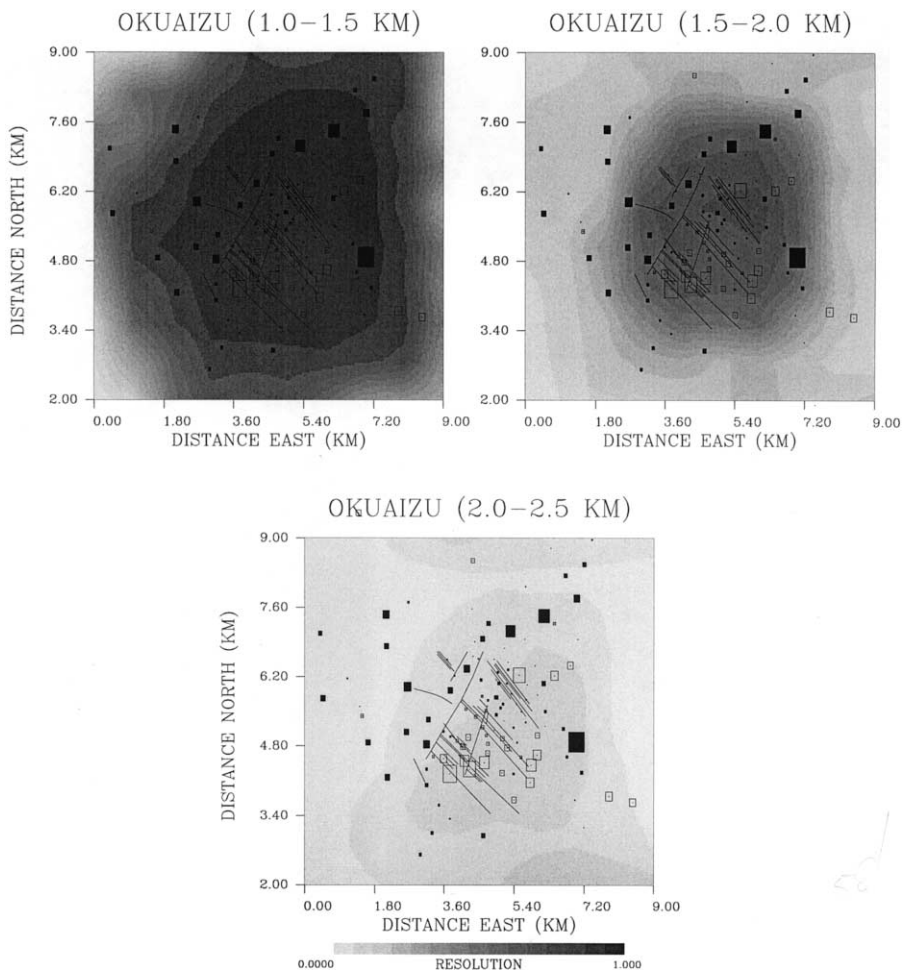 OKUAIZU (1.0−1.5 KM)
DISTANCE NORTH (KM)
9.00
7.60
6.20
4.80
3.40
2.00
0.00 1.80 3.60 5.40 7.20 9.00
DISTANCE EAST (KM)
OKUAIZU (1.5−2.0 KM)
9.00
7.60
6.20
4.80
3.40
2.00
0.00 1.80 3.60 5.40 7.20 9.00
DISTANCE EAST (KM)
OKUAIZU (2.0−2.5 KM)
DISTANCE NORTH (KM)
9.00
7.60
6.20
4.80
3.40
2.00
0.00 1.80 3.60 5.40 7.20 9.00
DISTANCE EAST (KM)
0.0000 RESOLUTION 1.000